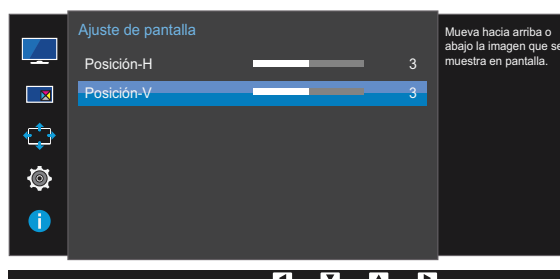 Ajuste de pantalla
Posición-H 3
Posición-V 3
Mueva hacia arriba o
abajo la imagen que se
muestra en pantalla.